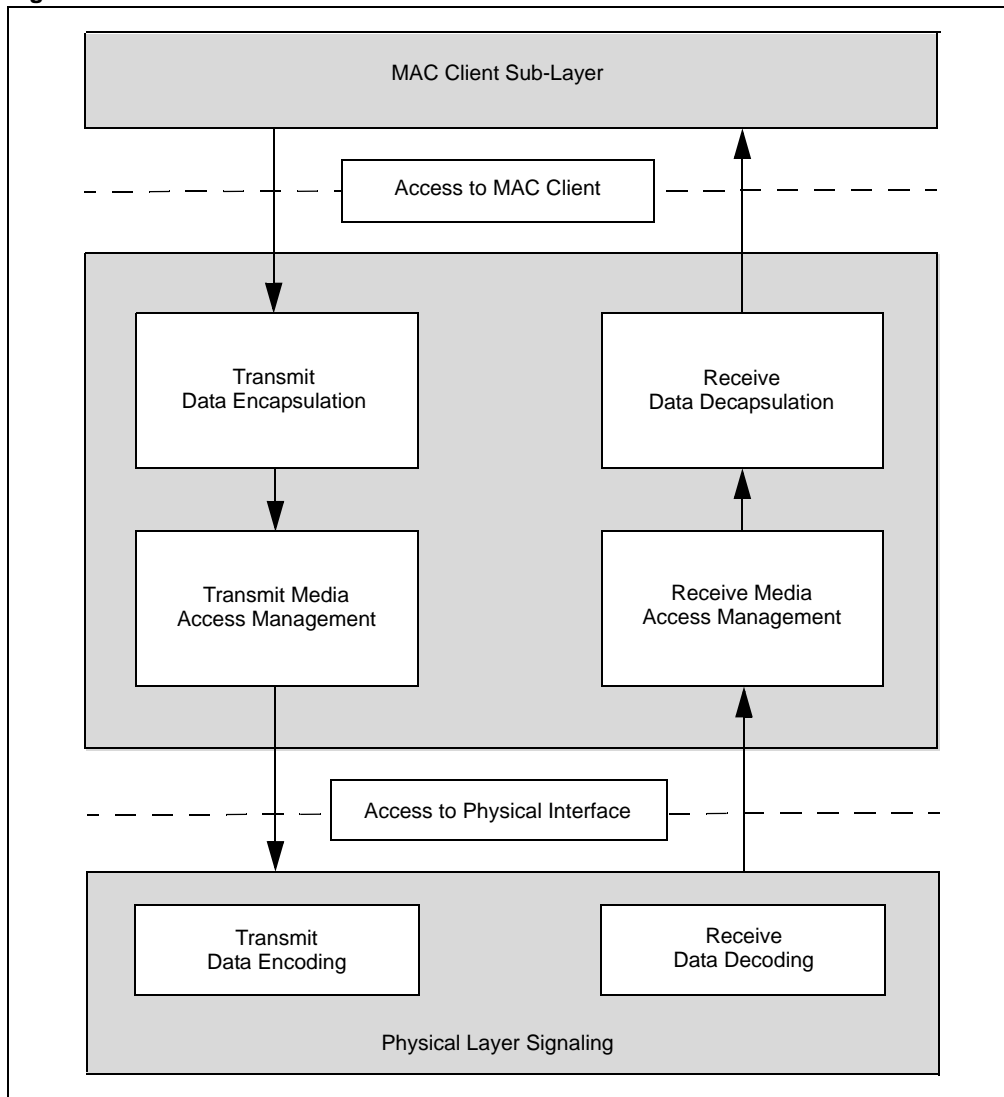 MAC Client Sub-Layer
Access to MAC Client
Transmit
Data Encapsulation
Receive
Data Decapsulation
Transmit Media
Access Management
Receive Media
Access Management
Access to Physical Interface
Transmit
Data Encoding
Receive
Data Decoding
Physical Layer Signaling